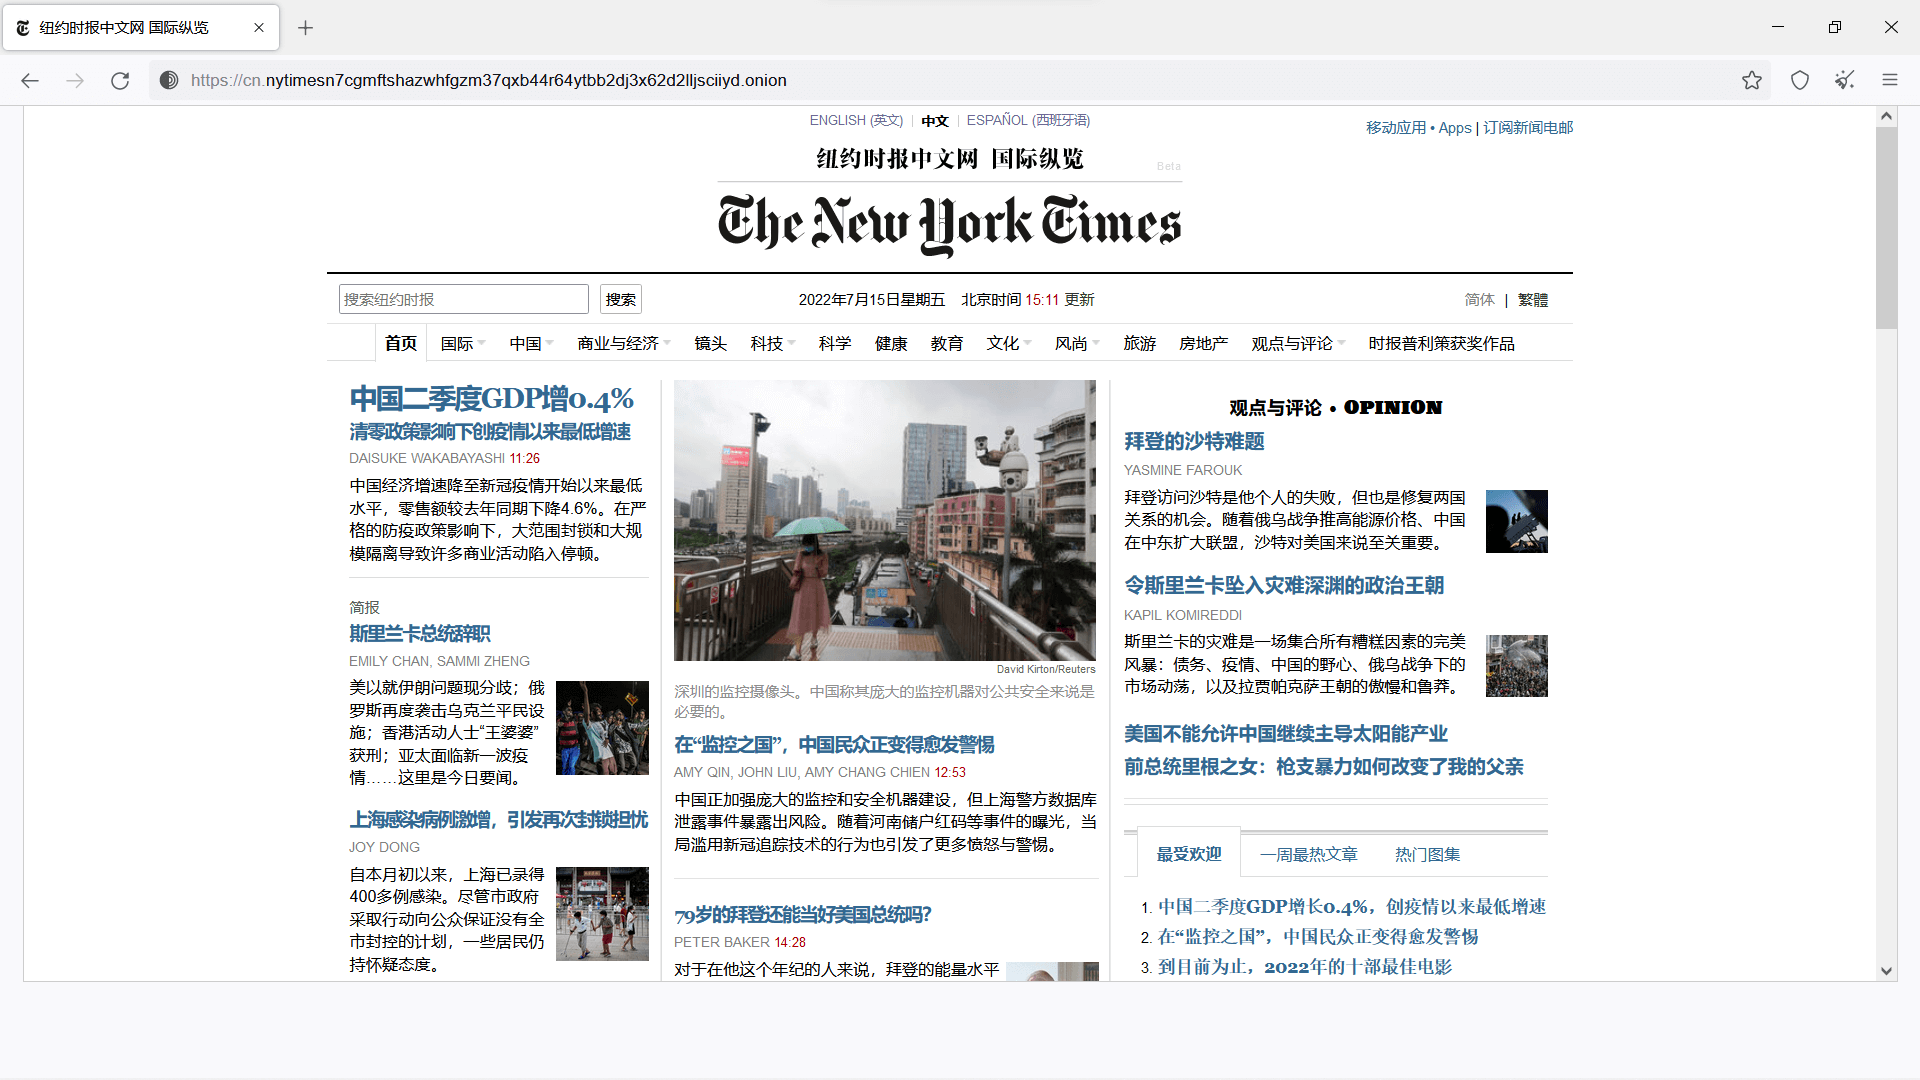 纽约时报中文网 国际纵览
https://cn.nytimesn7cgmftshazwhfgzm37qxb44r64ytbb2dj3x62d2lljsciiyd.onion
ENGLISH (英文) | 中文 | ESPAÑOL (西班牙语)
移动应用 • Apps | 订阅新闻电邮
纽约时报中文网 国际纵览
Beta
The New York Times
搜索纽约时报
搜索
2022年7月15日星期五 北京时间 15:11 更新
简体 | 繁體
首页 国际 中国 商业与经济 镜头 科技 科学 健康 教育 文化 风尚 旅游 房地产 观点与评论 时报普利策获奖作品
中国二季度GDP增0.4%
清零政策影响下创疫情以来最低增速
DAISUKE WAKABAYASHI 11:26
中国经济增速降至新冠疫情开始以来最低
水平，零售额较去年同期下降4.6%。在严
格的防疫政策影响下，大范围封锁和大规
模隔离导致许多商业活动陷入停顿。
简报
斯里兰卡总统辞职
EMILY CHAN, SAMMI ZHENG
美以就伊朗问题现分歧；俄
罗斯再度袭击乌克兰平民设
施；香港活动人士“王婆婆”
获刑；亚太面临新一波疫
情……这里是今日要闻。
上海感染病例激增，引发再次封锁担忧
JOY DONG
自本月初以来，上海已录得
400多例感染。尽管市政府
采取行动向公众保证没有全
市封控的计划，一些居民仍
持怀疑态度。
David Kirton/Reuters
深圳的监控摄像头。中国称其庞大的监控机器对公共安全来说是
必要的。
在“监控之国”，中国民众正变得愈发警惕
AMY QIN, JOHN LIU, AMY CHANG CHIEN 12:53
中国正加强庞大的监控和安全机器建设，但上海警方数据库
泄露事件暴露出风险。随着河南储户红码等事件的曝光，当
局滥用新冠追踪技术的行为也引发了更多愤怒与警惕。
79岁的拜登还能当好美国总统吗？
PETER BAKER 14:28
对于在他这个年纪的人来说，拜登的能量水平
观点与评论 • OPINION
拜登的沙特难题
YASMINE FAROUK
拜登访问沙特是他个人的失败，但也是修复两国
关系的机会。随着俄乌战争推高能源价格、中国
在中东扩大联盟，沙特对美国来说至关重要。
令斯里兰卡坠入灾难深渊的政治王朝
KAPIL KOMIREDDI
斯里兰卡的灾难是一场集合所有糟糕因素的完美
风暴：债务、疫情、中国的野心、俄乌战争下的
市场动荡，以及拉贾帕克萨王朝的傲慢和鲁莽。
美国不能允许中国继续主导太阳能产业
前总统里根之女：枪支暴力如何改变了我的父亲
最受欢迎 一周最热文章 热门图集
1. 中国二季度GDP增长0.4%，创疫情以来最低增速
2. 在“监控之国”，中国民众正变得愈发警惕
3. 到目前为止，2022年的十部最佳电影